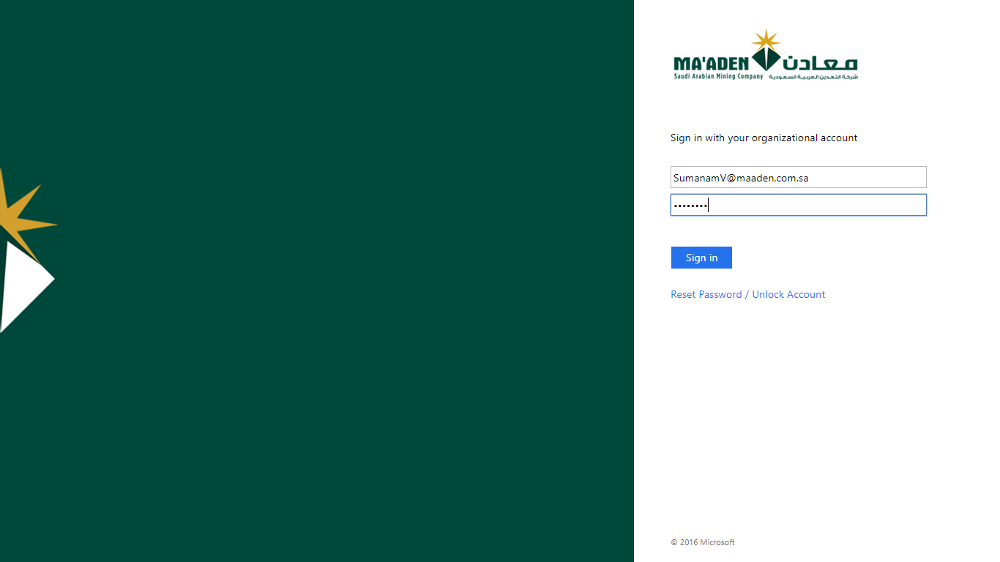 MA'ADEN معادن
Saudi Arabian Mining Company شركة التعدين العربية السعودية
Sign in with your organizational account
SumanamV@maaden.com.sa
••••••••
Sign in
Reset Password / Unlock Account
© 2016 Microsoft